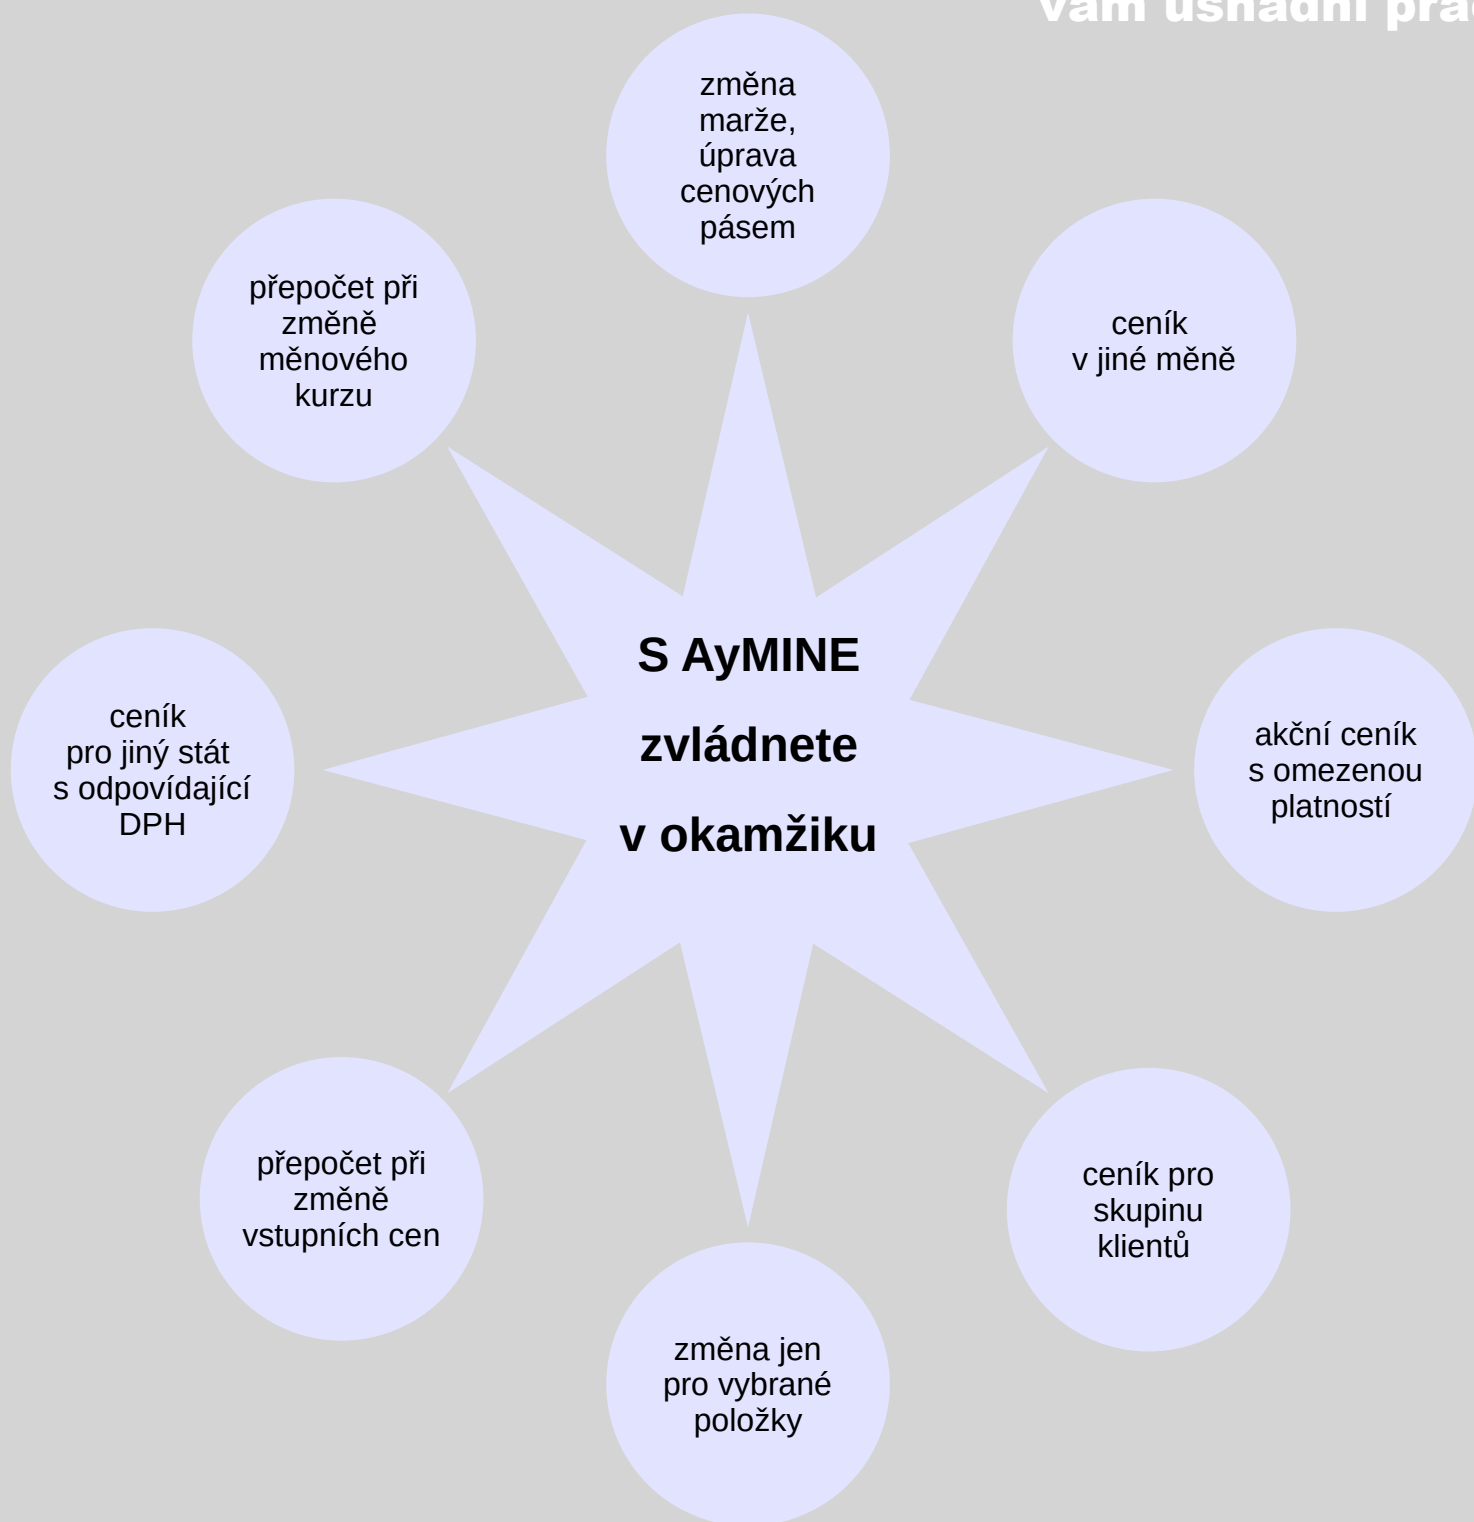 vám usnadní
změna
marže,
úprava
cenových
pásem
přepočet při
změně
měnového
kurzu
ceník
v jiné měně
S AyMINE
zvládnete
v okamžiku
ceník
pro jiný stát
s odpovídající
DPH
akční ceník
s omezenou
platností
přepočet při
změně
vstupních cen
ceník pro
skupinu
klientů
změna jen
pro vybrané
položky